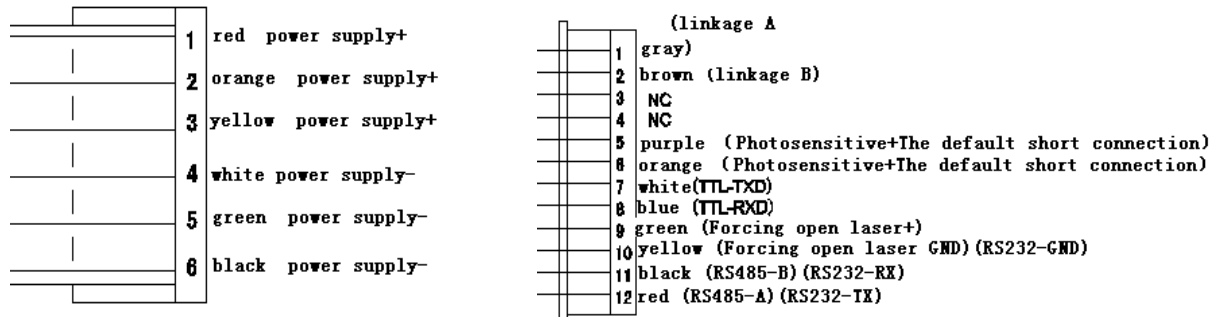 1 red power supply+
2 orange power supply+
3 yellow power supply+
4 white power supply-
5 green power supply-
6 black power supply-
(linkage A
1 gray)
2 brown (linkage B)
3 NC
4 NC
5 purple (Photosensitive+The default short connection)
6 orange (Photosensitive+The default short connection)
7 white(TTL-TXD)
8 blue (TTL-RXD)
9 green (Forcing open laser+)
10 yellow (Forcing open laser GND)(RS232-GND)
11 black (RS485-B)(RS232-RX)
12 red (RS485-A)(RS232-TX)